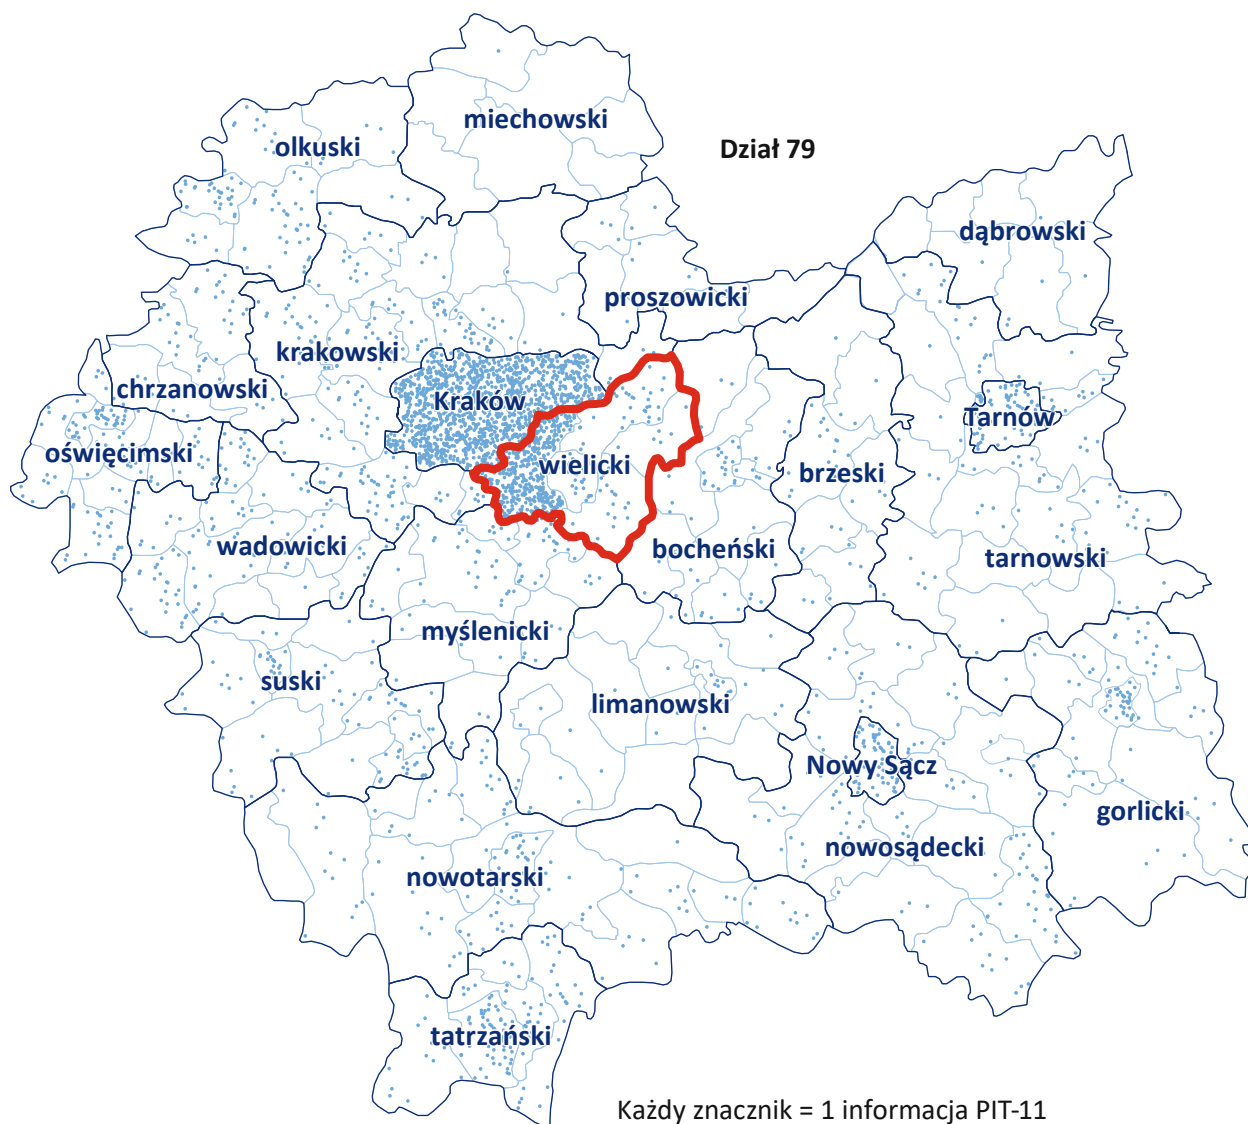 miechowski
olkuski
Dział 79
dąbrowski
proszowicki
krakowski
chrzanowski
Kraków
Tarnów
oświęcimski
wielicki
brzeski
wadowicki
bocheński
tarnowski
myślenicki
suski
limanowski
Nowy Sącz
gorlicki
nowosądecki
nowotarski
tatrzański
Każdy znacznik = 1 informacja PIT-11